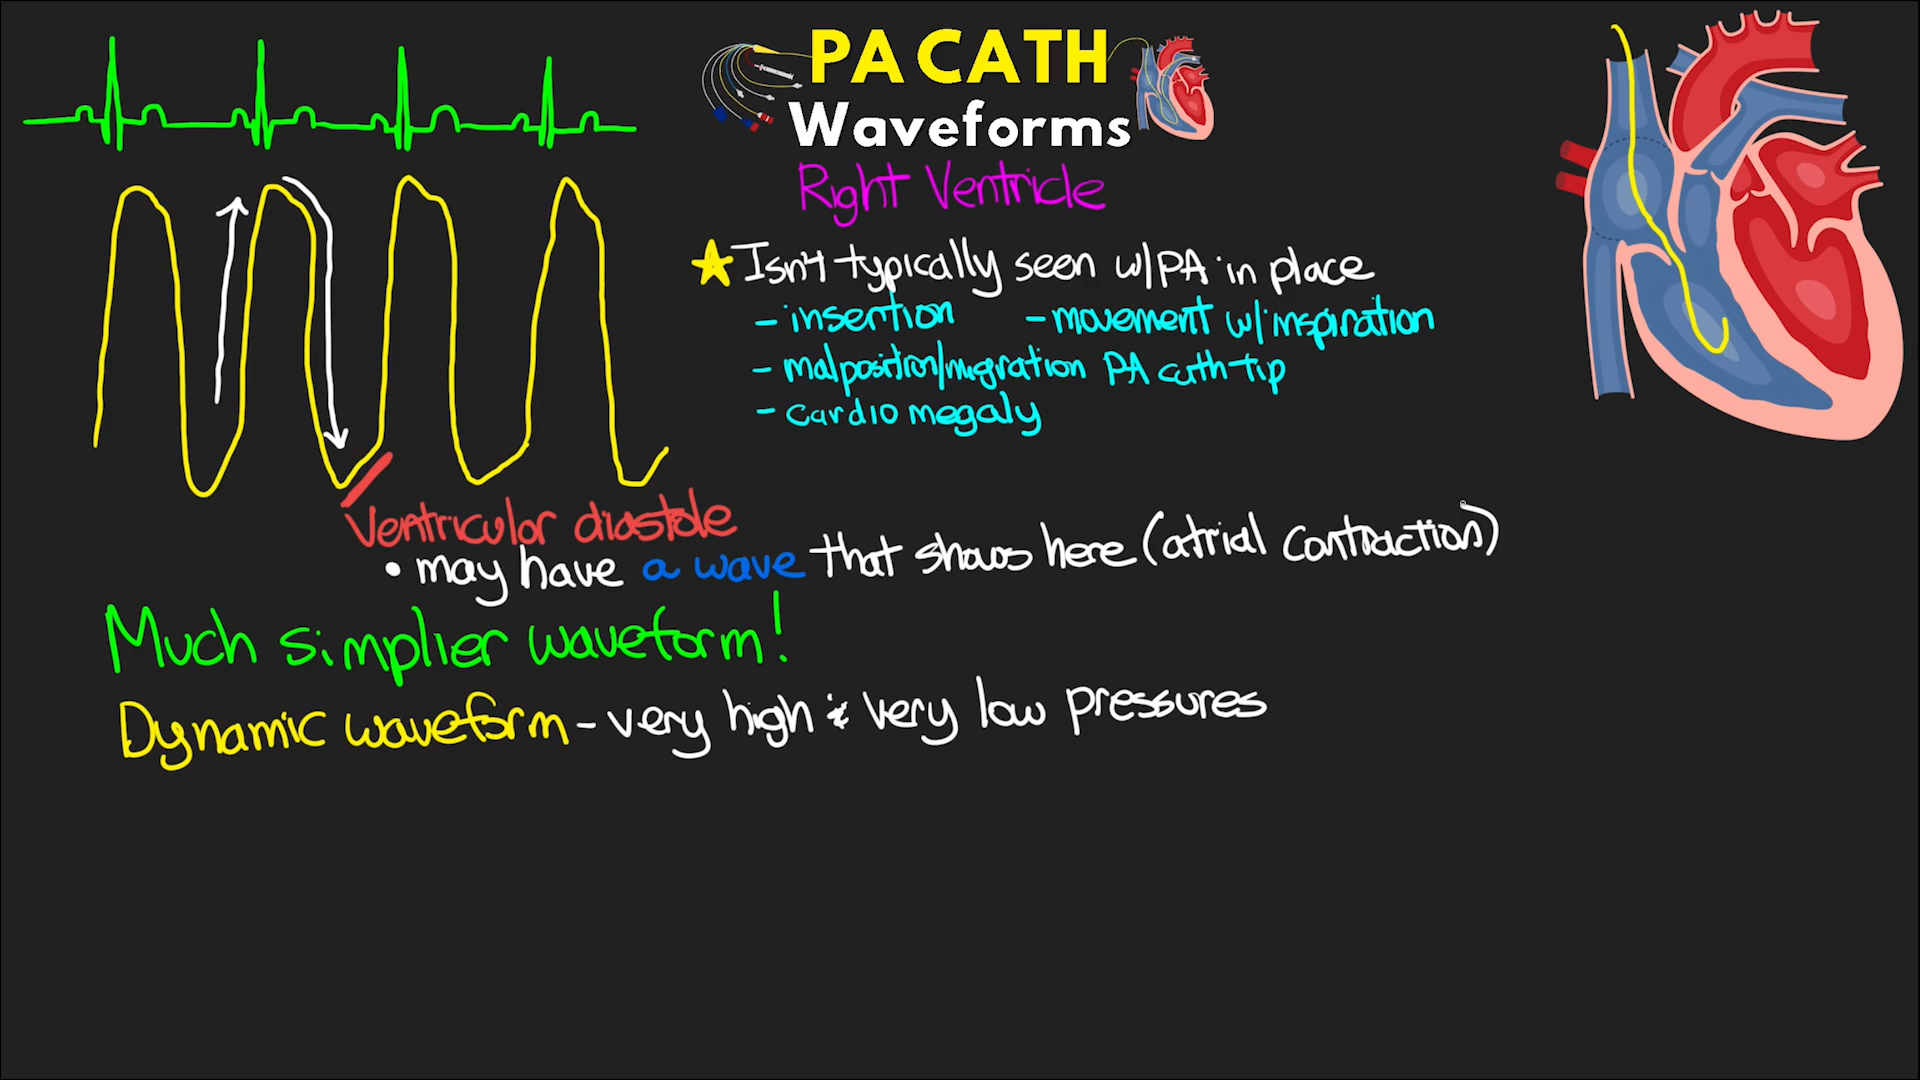 PA CATH
Waveforms
Right Ventricle
★ Isn't typically seen w/PA in place
- insertion - movement w/inspiration
- malposition/migration PA cath tip
- cardiomegaly
Ventricular diastole
• may have a wave that shows here (atrial contraction)
Much simplier waveform!
Dynamic waveform - very high & very low pressures